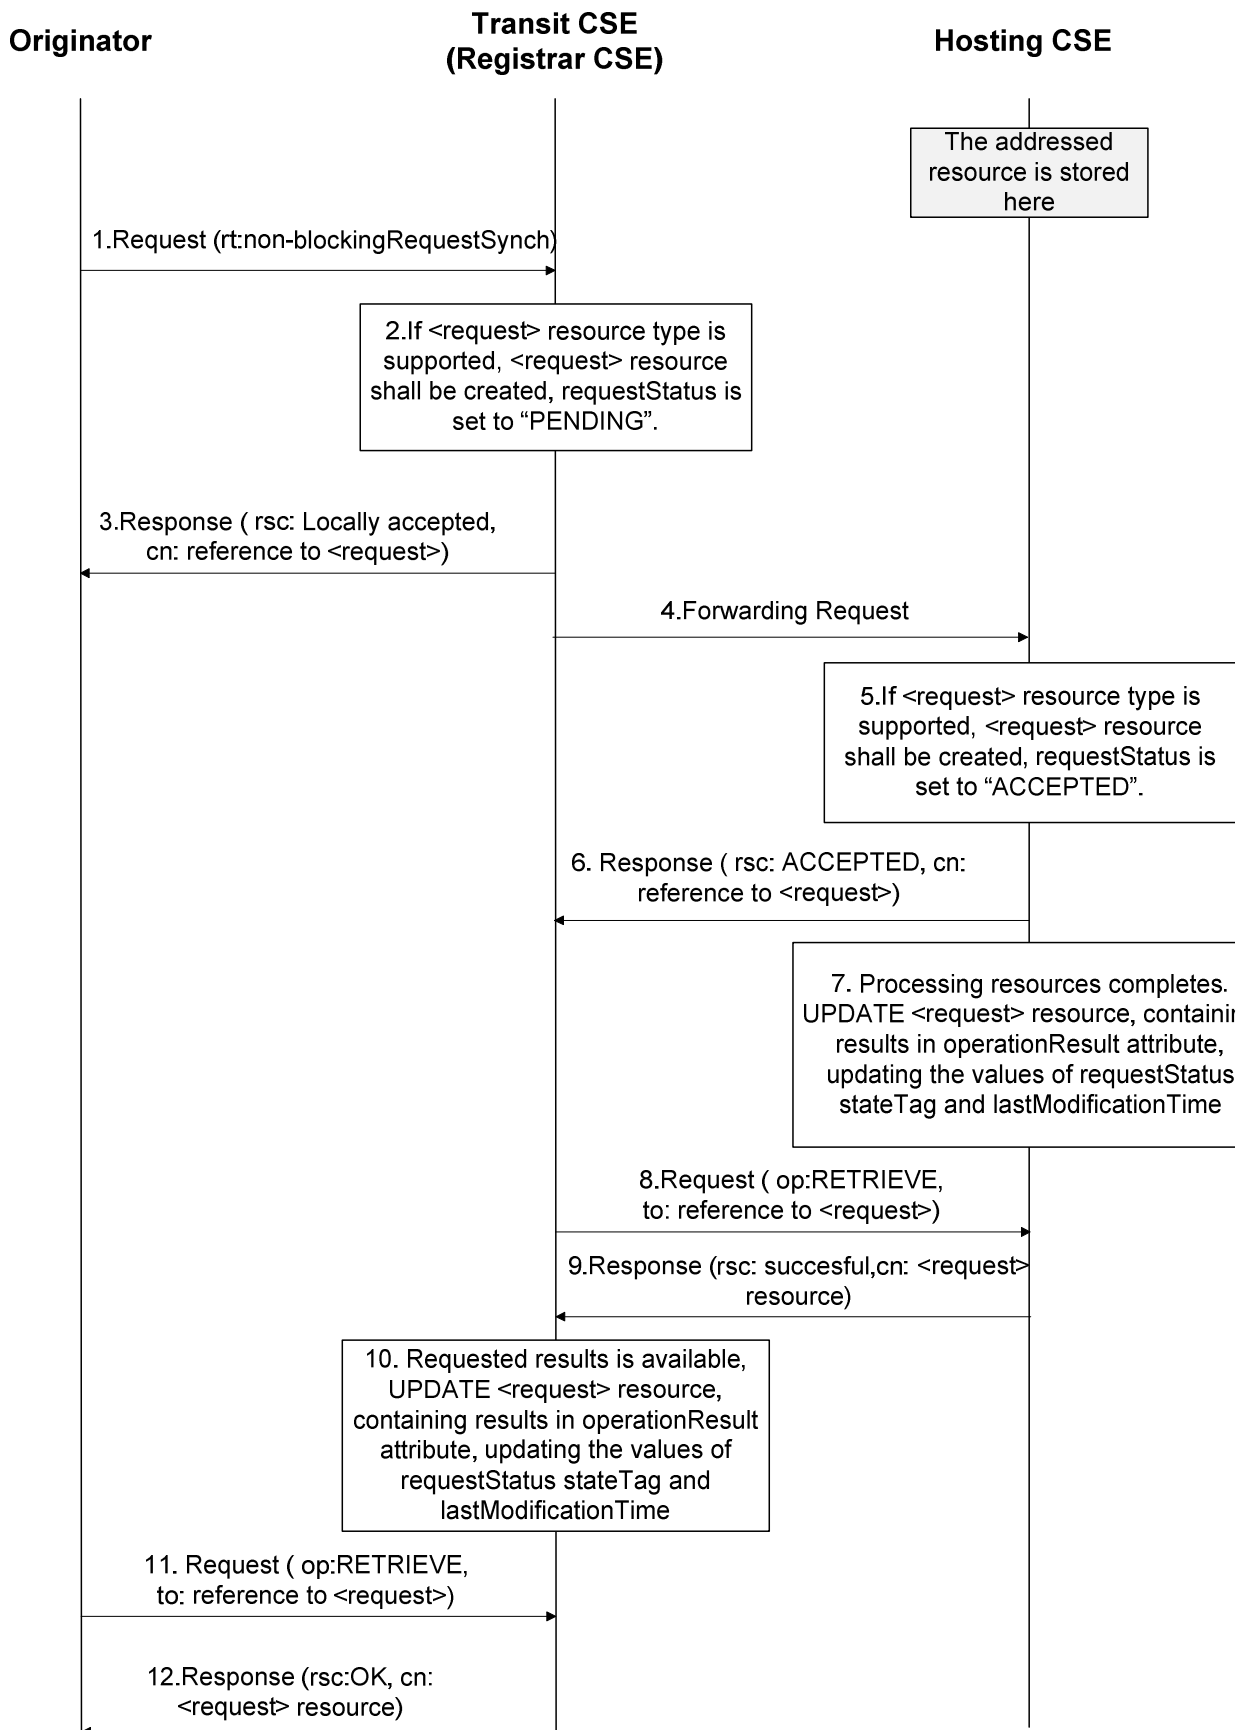 Originator
Transit CSE
(Registrar CSE)
Hosting CSE
The addressed
resource is stored
here
1.Request (rt:non-blockingRequestSynch)
2.If <request> resource type is
supported, <request> resource
shall be created, requestStatus is
set to “PENDING”.
3.Response ( rsc: Locally accepted,
cn: reference to <request>)
4.Forwarding Request
5.If <request> resource type is
supported, <request> resource
shall be created, requestStatus is
set to “ACCEPTED”.
6. Response ( rsc: ACCEPTED, cn:
reference to <request>)
7. Processing resources completes.
UPDATE <request> resource,
results in operationResult attribute,
updating the values of requestStatus
stateTag and lastModificationTime
8.Request ( op:RETRIEVE,
to: reference to <request>)
9.Response (rsc: succesful,cn: <request>
resource)
10. Requested results is available,
UPDATE <request> resource,
containing results in operationResult
attribute, updating the values of
requestStatus stateTag and
lastModificationTime
11. Request ( op:RETRIEVE,
to: reference to <request>)
12.Response (rsc:OK, cn:
<request> resource)